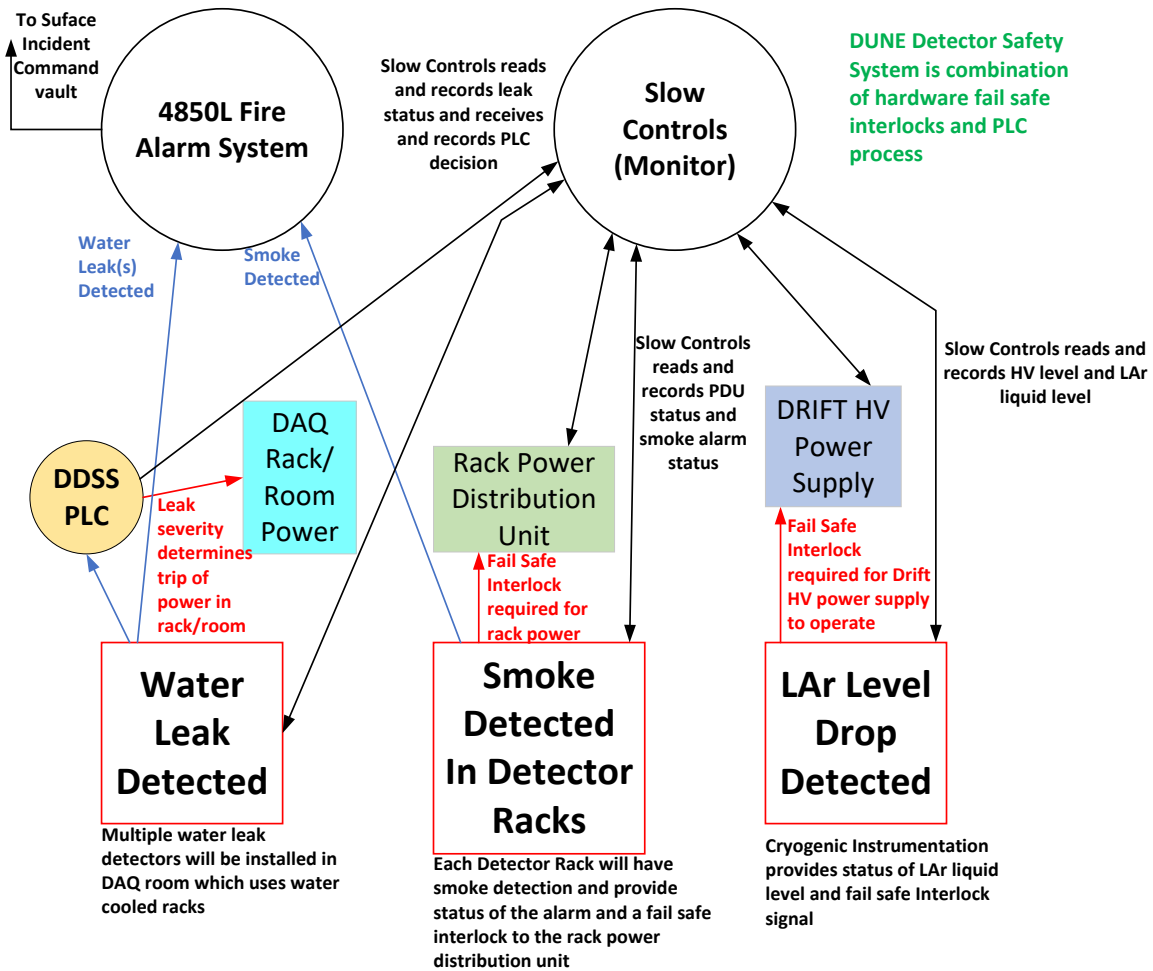 To Suface
Incident
Command
vault
4850L Fire
Alarm System
Slow Controls reads
and records leak
status and receives
and records PLC
decision
Slow
Controls
(Monitor)
DUNE Detector Safety
System is combination
of hardware fail safe
interlocks and PLC
process
Water
Leak(s)
Detected
Smoke
Detected
Slow Controls
reads and
records PDU
status and
smoke alarm
status
Slow Controls reads and
records HV level and LAr
liquid level
DDSS
PLC
DAQ
Rack/
Room
Power
Rack Power
Distribution
Unit
DRIFT HV
Power
Supply
Leak
severity
determines
trip of
power in
rack/room
Fail Safe
Interlock
required for
rack power
Fail Safe
Interlock
required for Drift
HV power supply
to operate
Water
Leak
Detected
Smoke
Detected
In Detector
Racks
LAr Level
Drop
Detected
Multiple water leak
detectors will be installed in
DAQ room which uses water
cooled racks
Each Detector Rack will have
smoke detection and provide
status of the alarm and a fail safe
interlock to the rack power
distribution unit
Cryogenic Instrumentation
provides status of LAr liquid
level and fail safe Interlock
signal